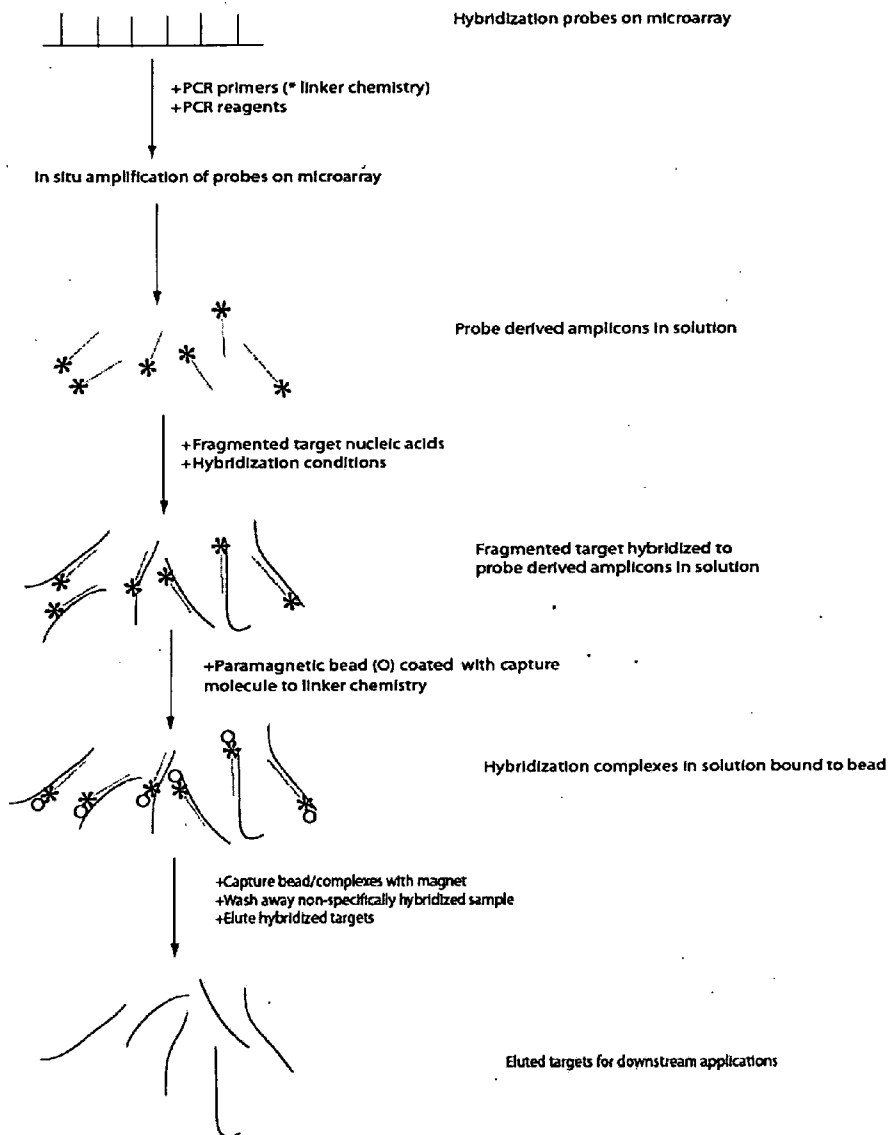 Hybridization probes on microarray
+PCR primers (* linker chemistry)
+PCR reagents
In situ amplification of probes on microarray
Probe derived amplicons in solution
+Fragmented target nucleic acids
+Hybridization conditions
Fragmented target hybridized to
probe derived amplicons in solution
+Paramagnetic bead (O) coated with capture
molecule to linker chemistry
Hybridization complexes in solution bound to bead
+Capture bead/complexes with magnet
+Wash away non-specifically hybridized sample
+Elute hybridized targets
Eluted targets for downstream applications